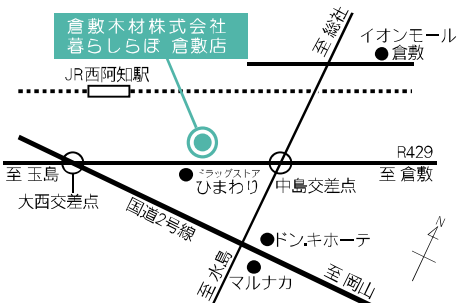 倉敷木材株式会社
暮らしらぼ 倉敷店
至 総社
イオンモール
倉敷
JR西阿知駅
R429
至 玉島
至 倉敷
ドラッグストア
ひまわり
中島交差点
大西交差点
国道2号線
ドン.キホーテ
N
至 水島
マルナカ
至 岡山